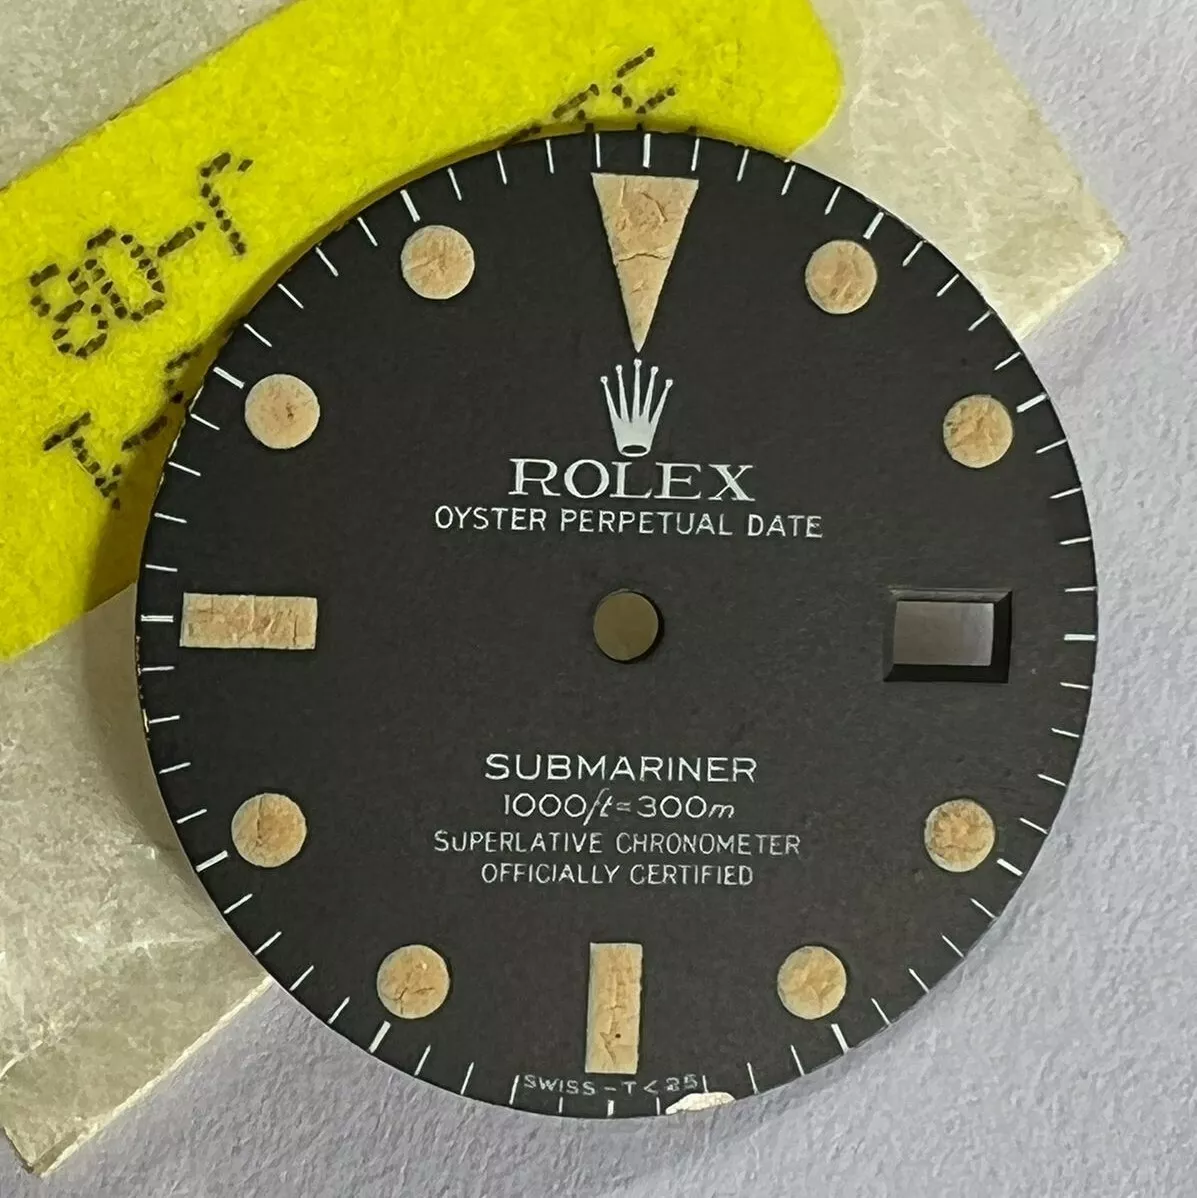 ROLEX
OYSTER PERPETUAL DATE
SUBMARINER
1000ft=300m
SUPERLATIVE CHRONOMETER
OFFICIALLY CERTIFIED
SWISS-T<25